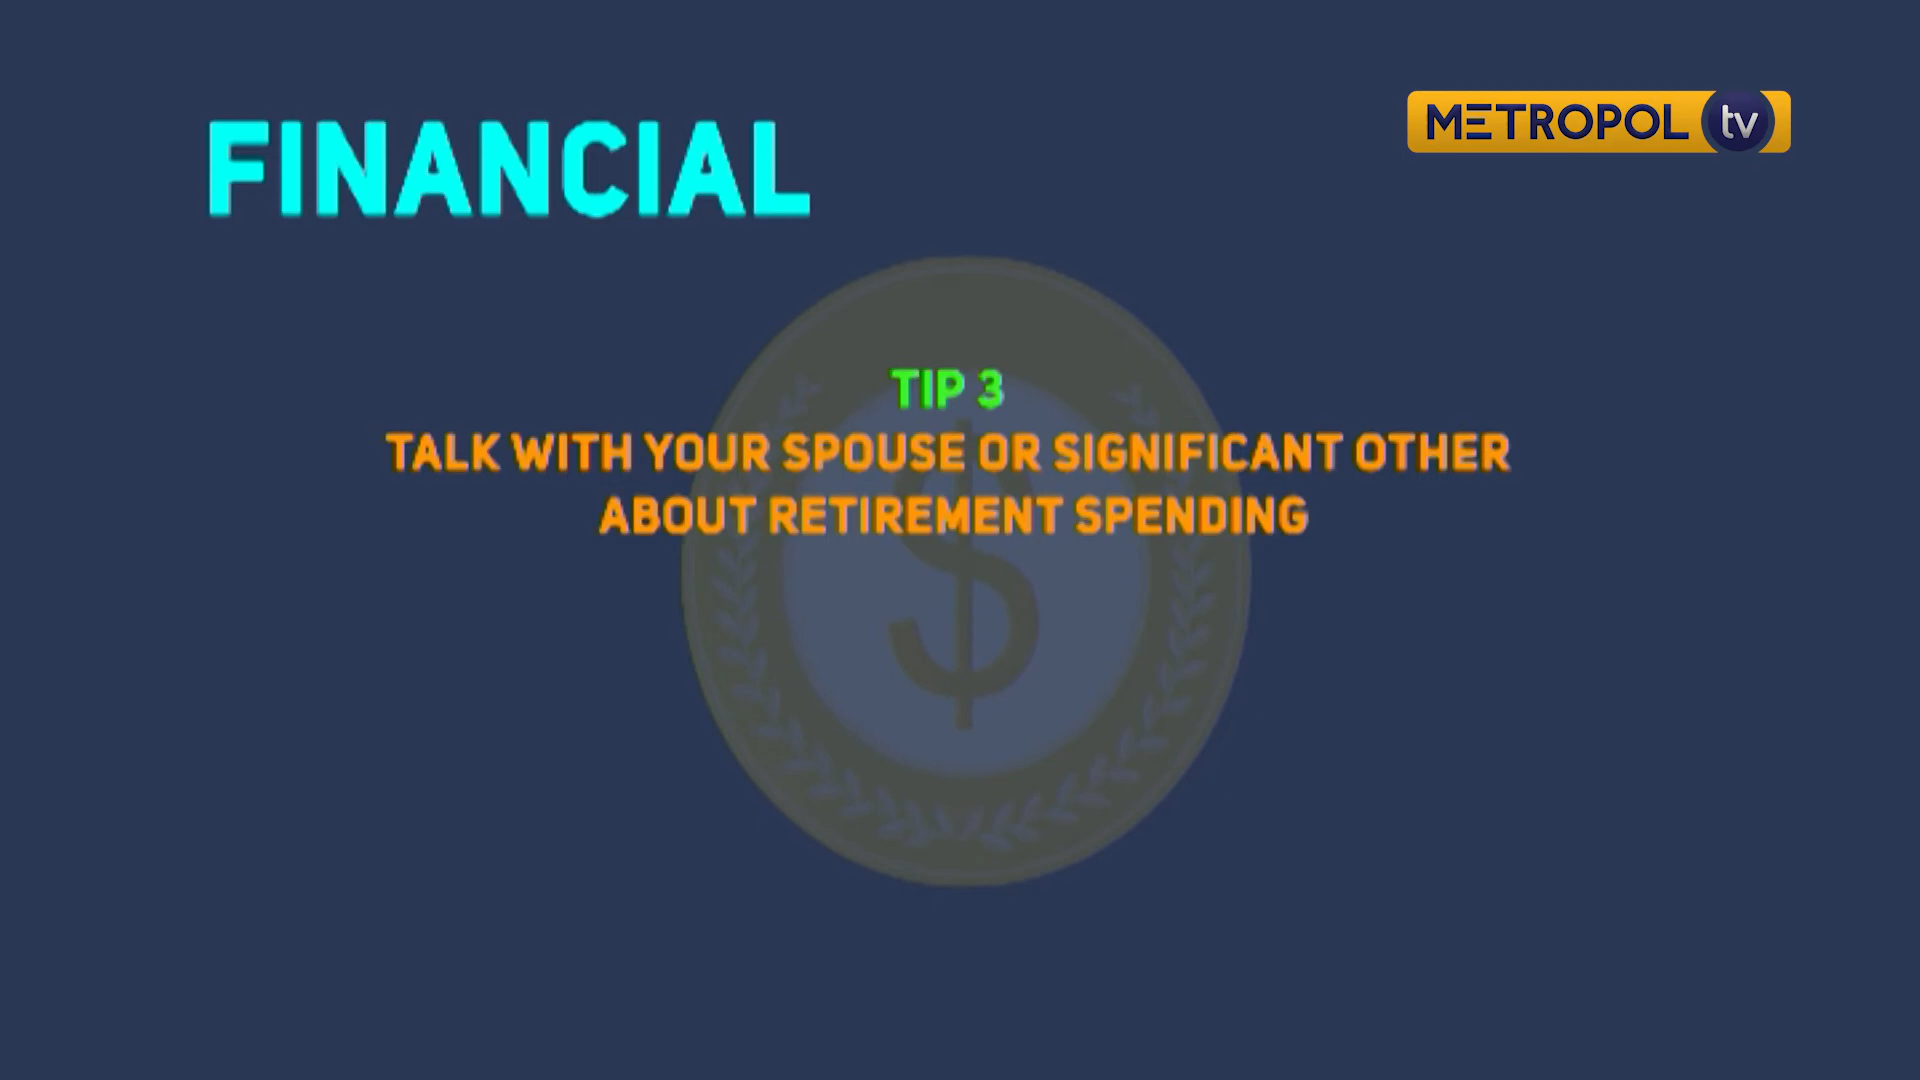 FINANCIAL
METROPOL tv
TIP 3
TALK WITH YOUR SPOUSE OR SIGNIFICANT OTHER
ABOUT RETIREMENT SPENDING
$